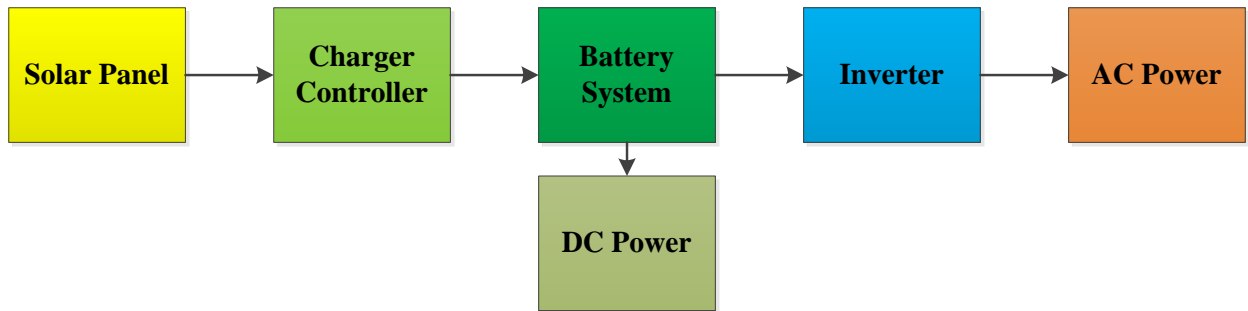 Solar Panel
Charger
Controller
Battery
System
Inverter
AC Power
DC Power